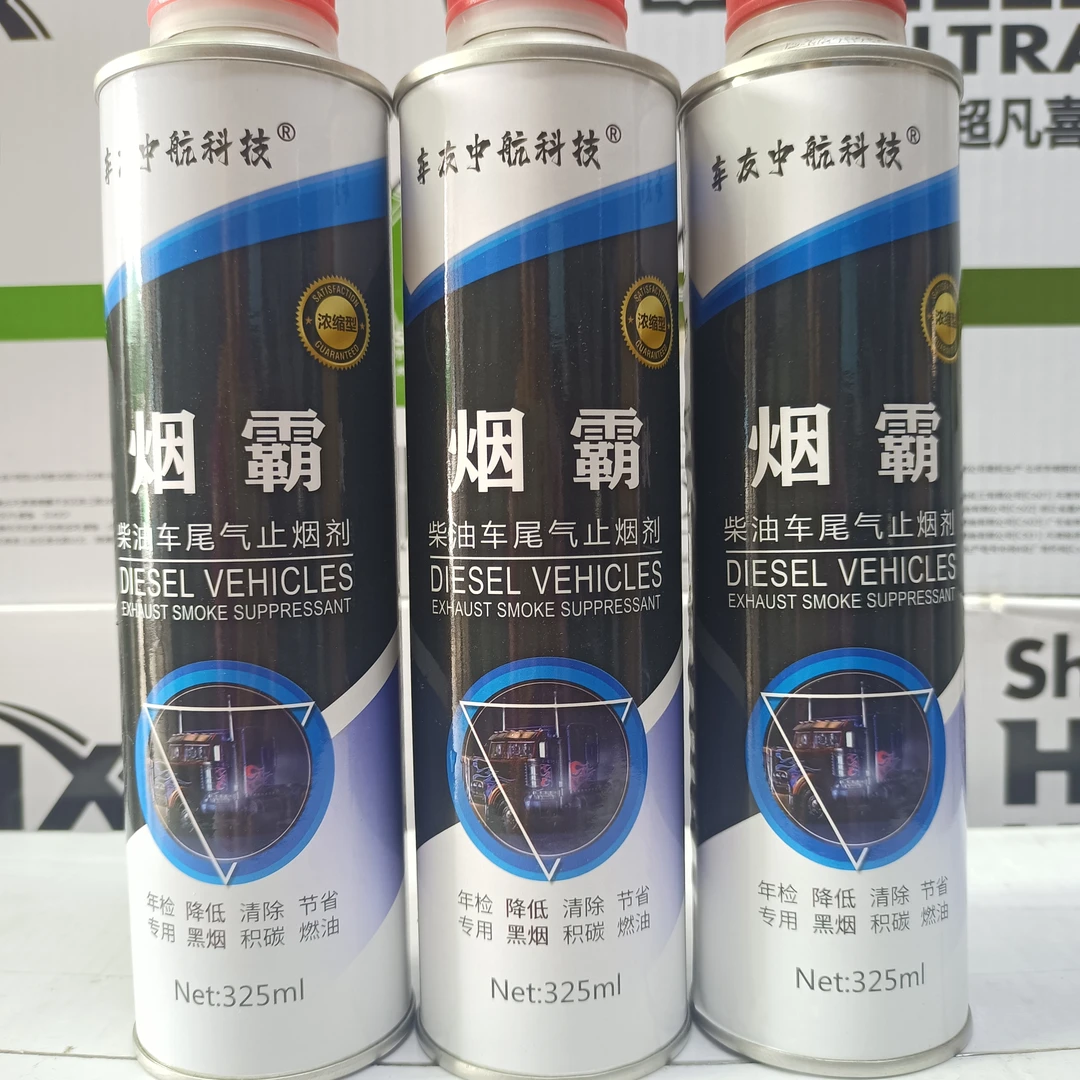 车友中航科技®
SATISFACTION
浓缩型
GUARANTEED
烟霸
柴油车尾气止烟剂
DIESEL VEHICLES
EXHAUST SMOKE SUPPRESSANT
年检 降低 清除 节省
专用 黑烟 积碳 燃油
Net:325ml
车友中航科技®
SATISFACTION
浓缩型
GUARANTEED
烟霸
柴油车尾气止烟剂
DIESEL VEHICLES
EXHAUST SMOKE SUPPRESSANT
年检 降低 清除 节省
专用 黑烟 积碳 燃油
Net:325ml
车友中航科技®
浓缩
烟霸
柴油车尾气止烟剂
DIESEL VEHICLES
EXHAUST SMOKE SUPPRESSANT
年检 降低 清除 节省
专用 黑烟 积碳 燃油
Net:325ml
超凡喜
Sh
H